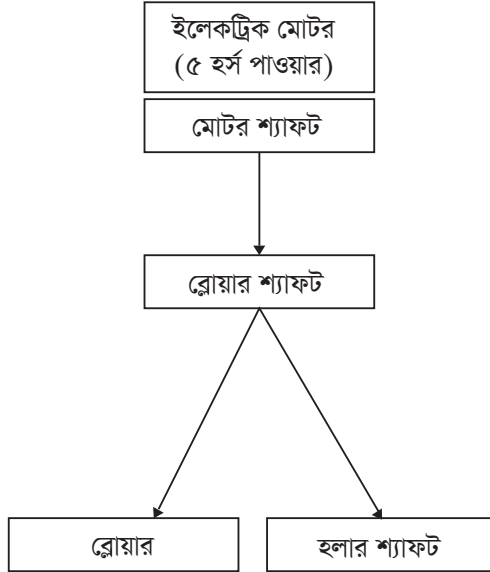 ইলেকট্রিক মোটর
(৫ হর্স পাওয়ার)
মোটর শ্যাফট
ব্লোয়ার শ্যাফট
ব্লোয়ার
হলার শ্যাফট